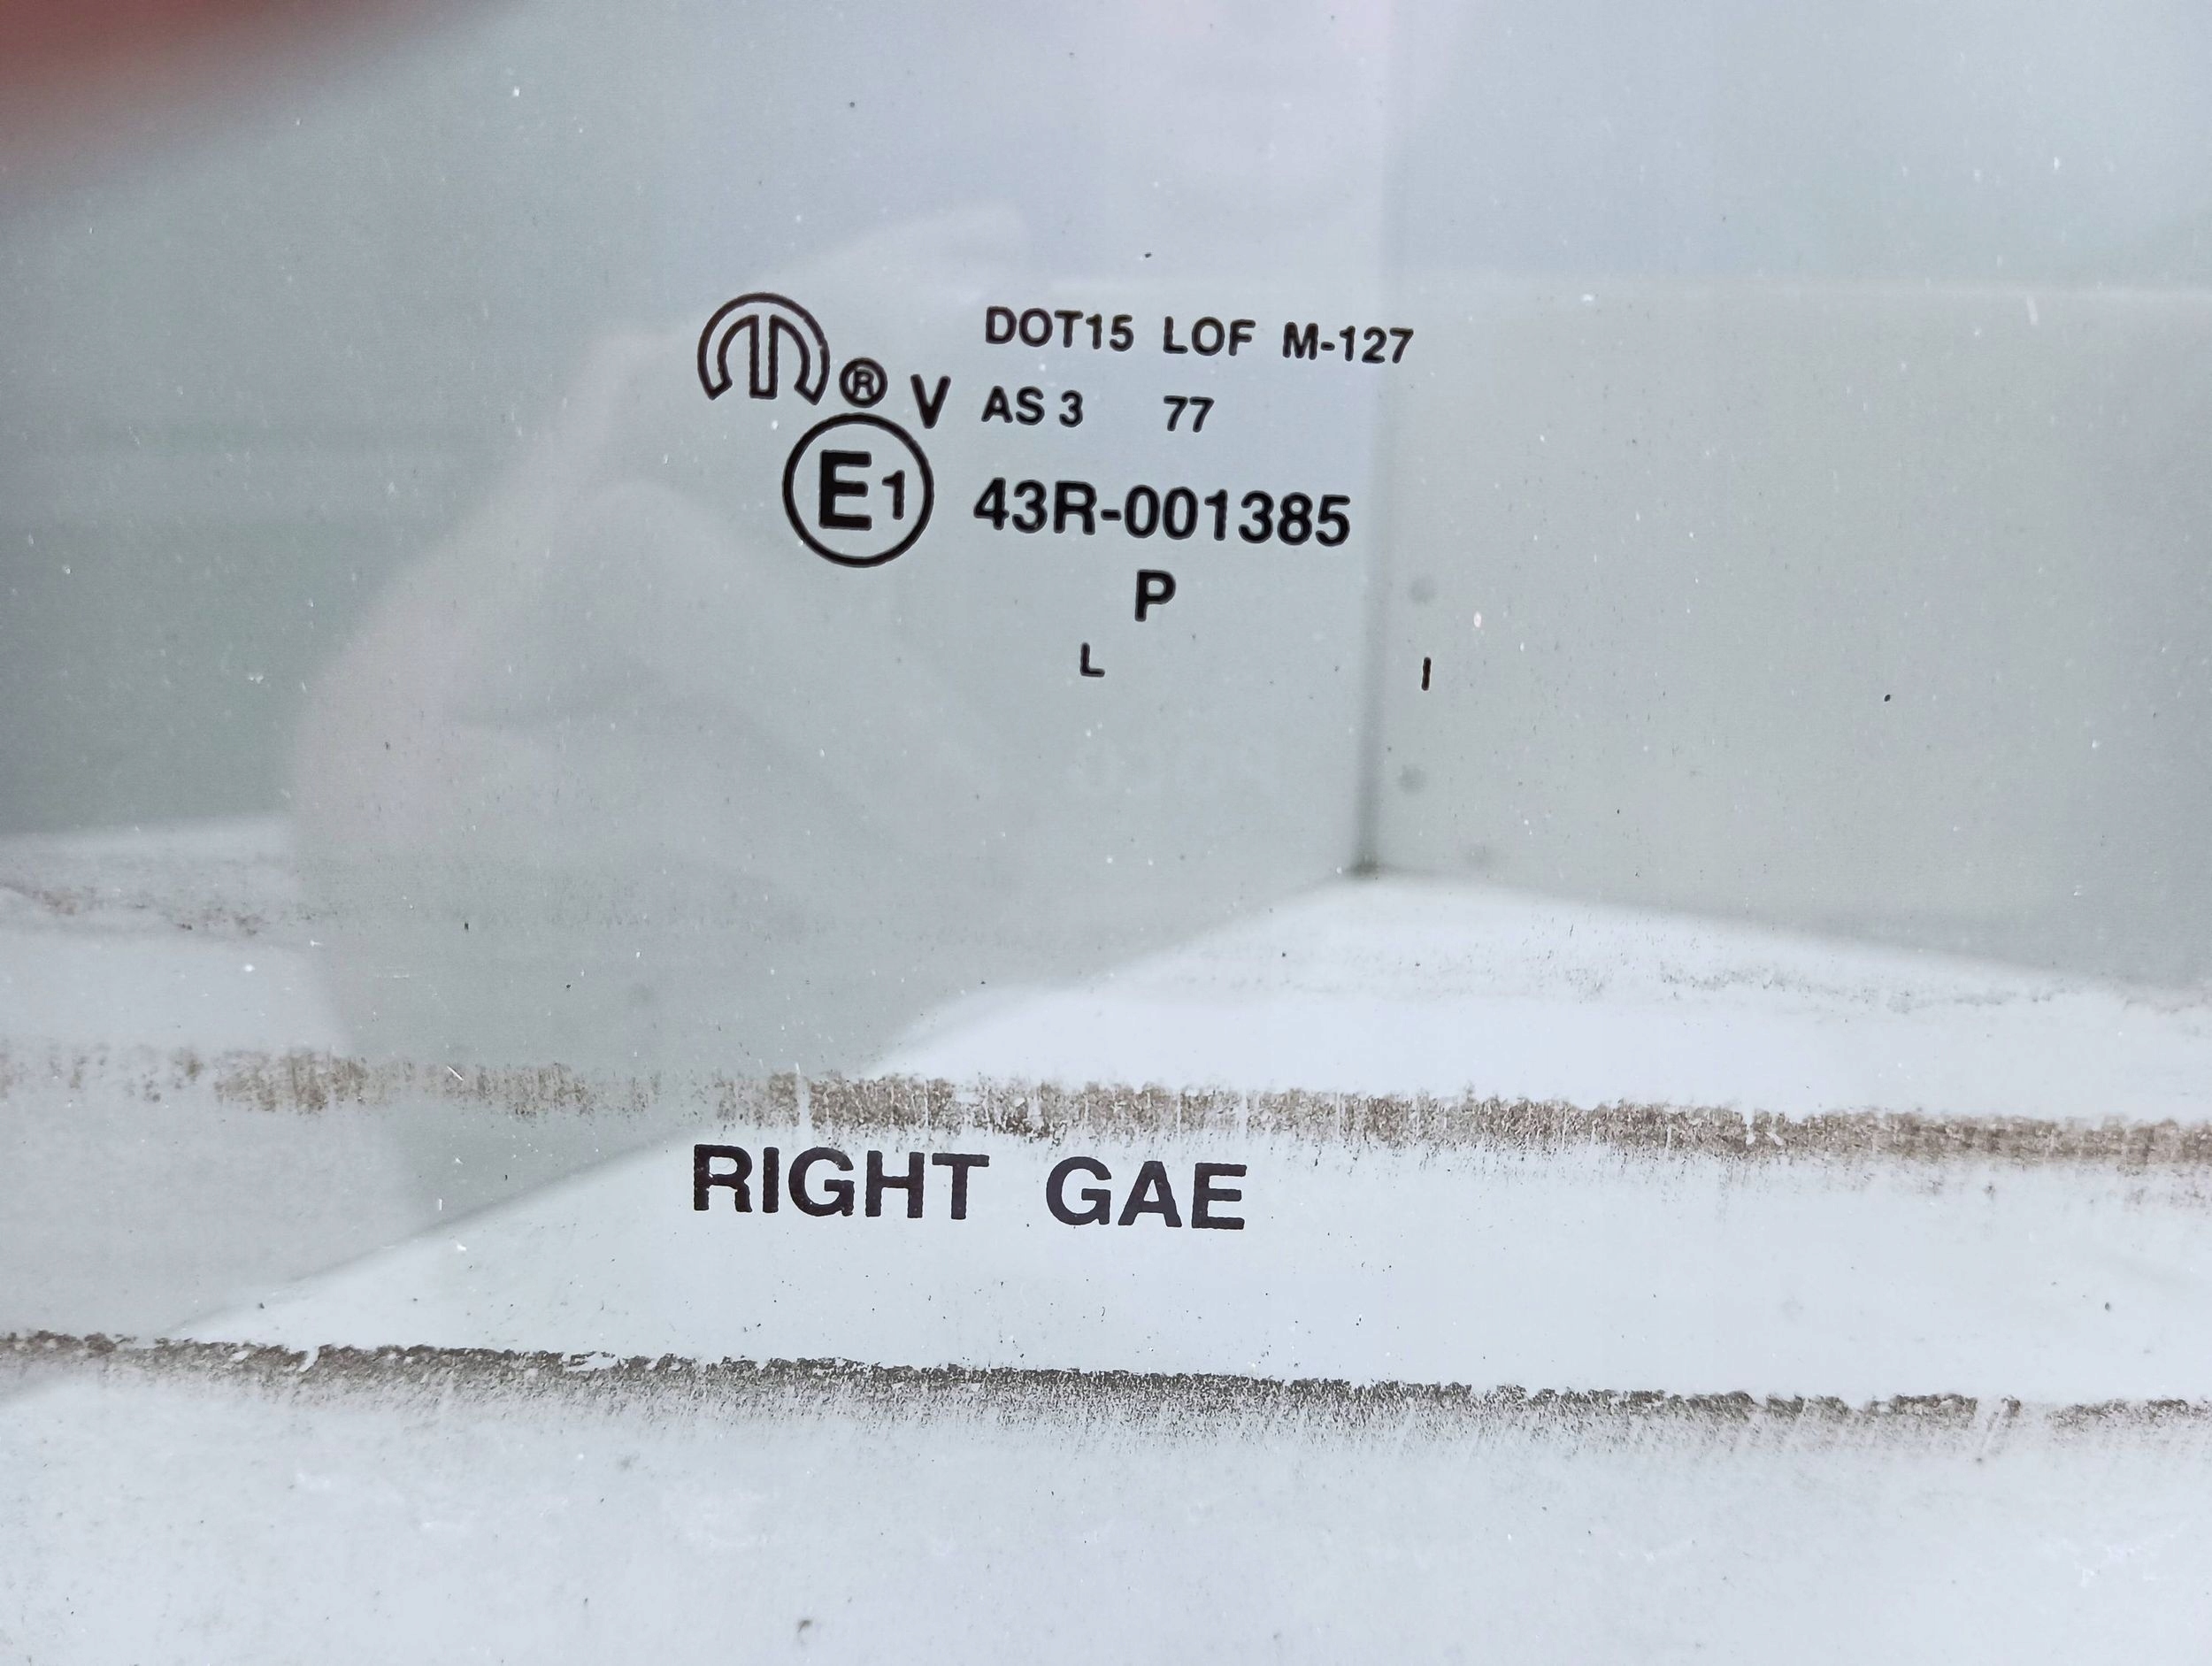 ® V DOT15 LOF M-127
AS 3 77
E1 43R-001385
P
L I
RIGHT GAE